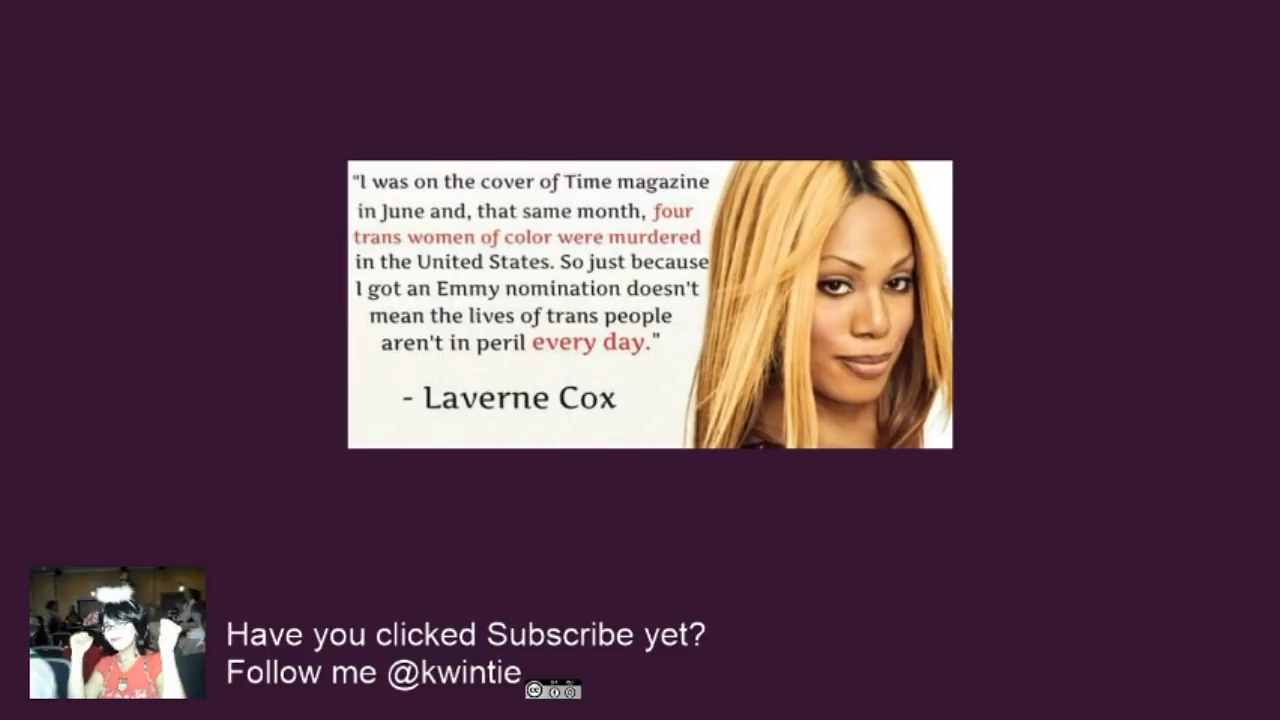 "I was on the cover of Time magazine
in June and, that same month, four
trans women of color were murdered
in the United States. So just because
I got an Emmy nomination doesn't
mean the lives of trans people
aren't in peril every day."
- Laverne Cox
Have you clicked Subscribe yet?
Follow me @kwintie